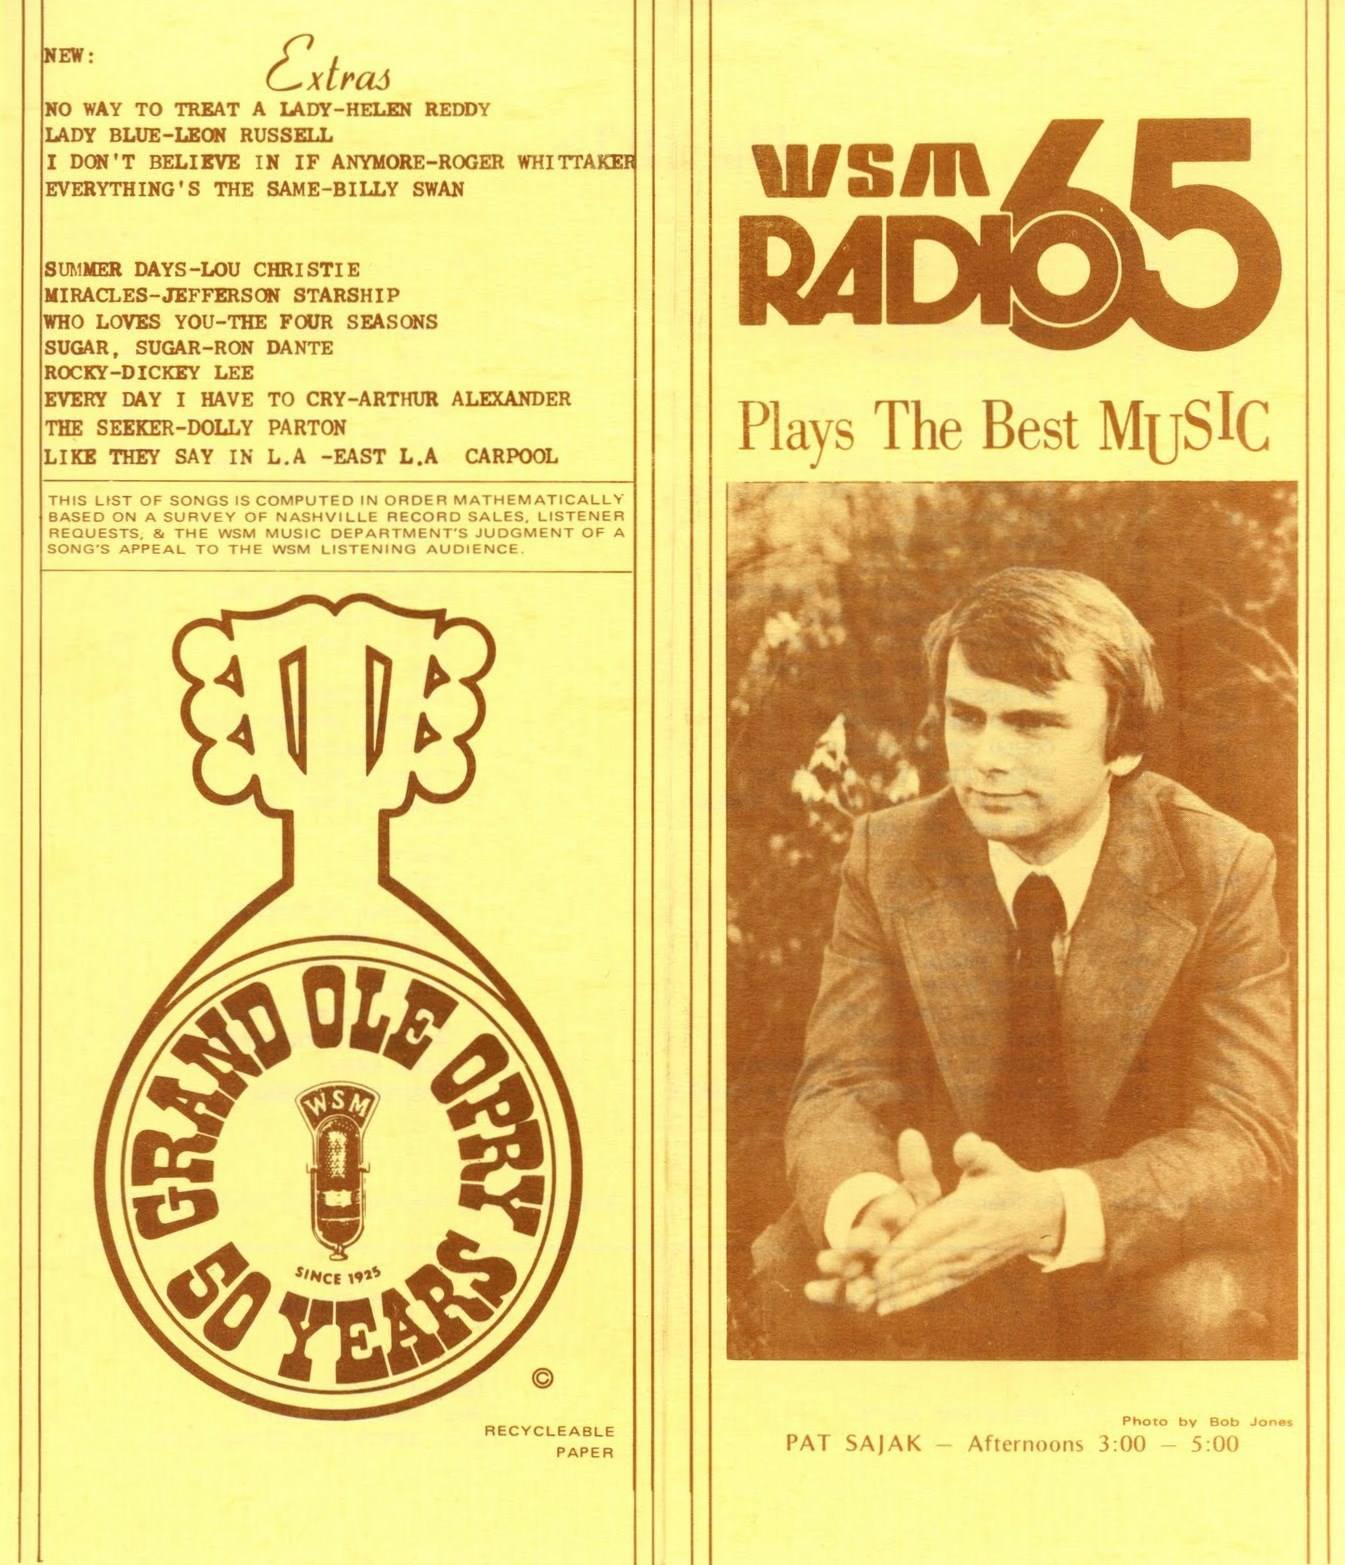 NEW:
Extras
NO WAY TO TREAT A LADY-HELEN REDDY
LADY BLUE-LEON RUSSELL
I DON'T BELIEVE IN IF ANYMORE-ROGER WHITTAKER
EVERYTHING'S THE SAME-BILLY SWAN
SUMMER DAYS-LOU CHRISTIE
MIRACLES-JEFFERSON STARSHIP
WHO LOVES YOU-THE FOUR SEASONS
SUGAR, SUGAR-RON DANTE
ROCKY-DICKEY LEE
EVERY DAY I HAVE TO CRY-ARTHUR ALEXANDER
THE SEEKER-DOLLY PARTON
LIKE THEY SAY IN L.A -EAST L.A CARPOOL
THIS LIST OF SONGS IS COMPUTED IN ORDER MATHEMATICALLY
BASED ON A SURVEY OF NASHVILLE RECORD SALES, LISTENER
REQUESTS, & THE WSM MUSIC DEPARTMENT'S JUDGMENT OF A
SONG'S APPEAL TO THE WSM LISTENING AUDIENCE.
GRAND OLE OPRY
WSM
SINCE 1925
50 YEARS
©
RECYCLEABLE
PAPER
WSM 65
RADIO
Plays The Best MUSIC
Photo by Bob Jones
PAT SAJAK — Afternoons 3:00 — 5:00